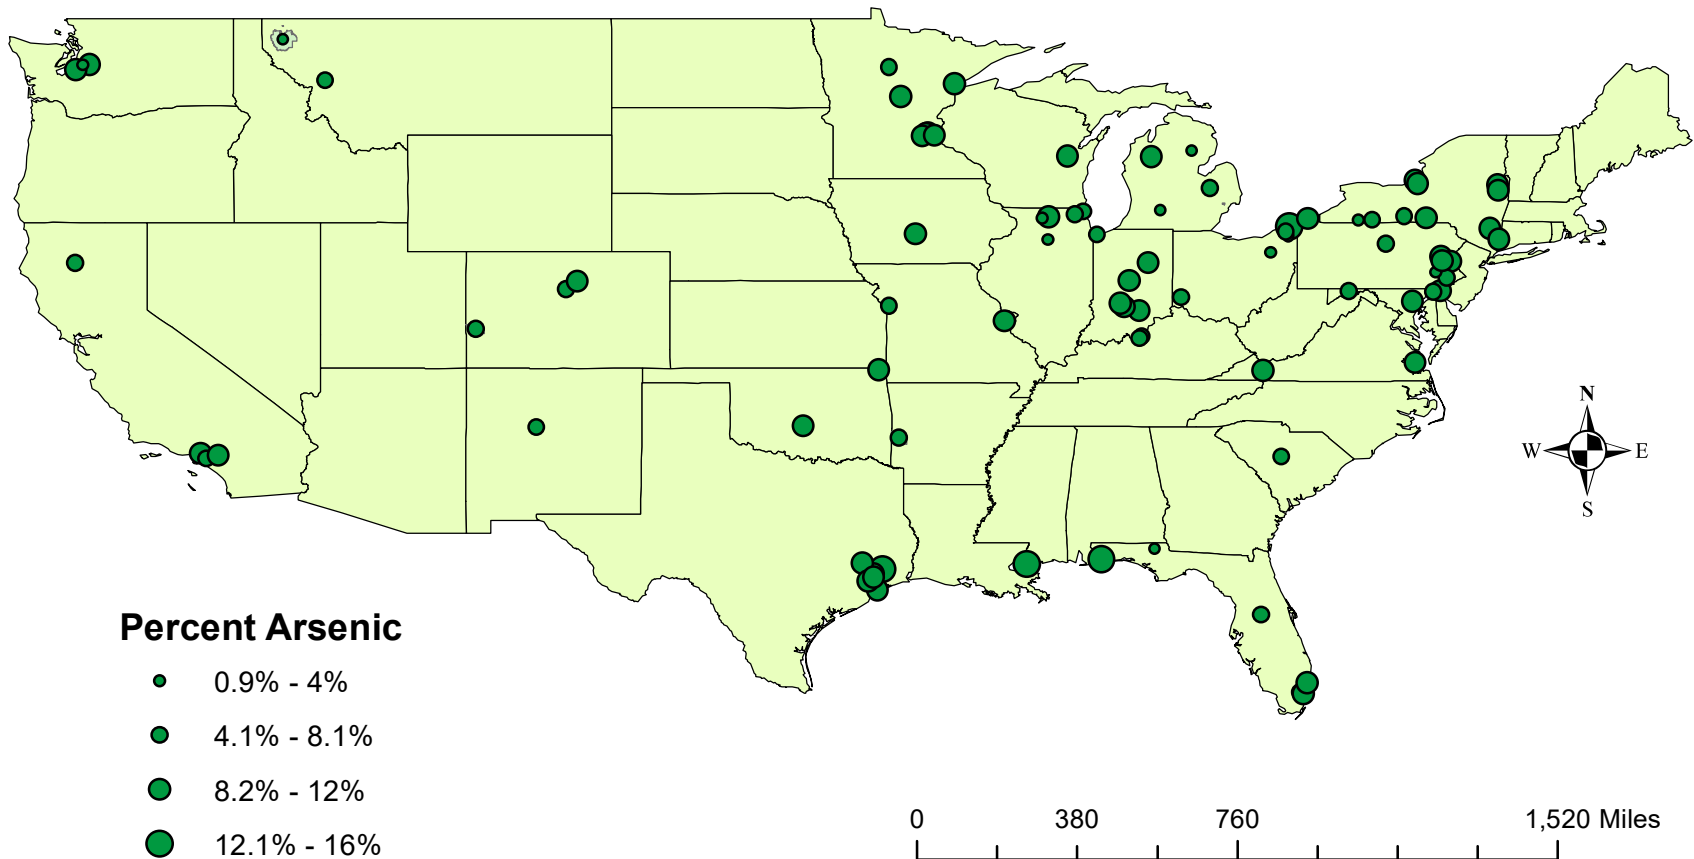 N
W E
S
Percent Arsenic
0.9% - 4%
4.1% - 8.1%
8.2% - 12%
12.1% - 16%
0 380 760 1,520 Miles